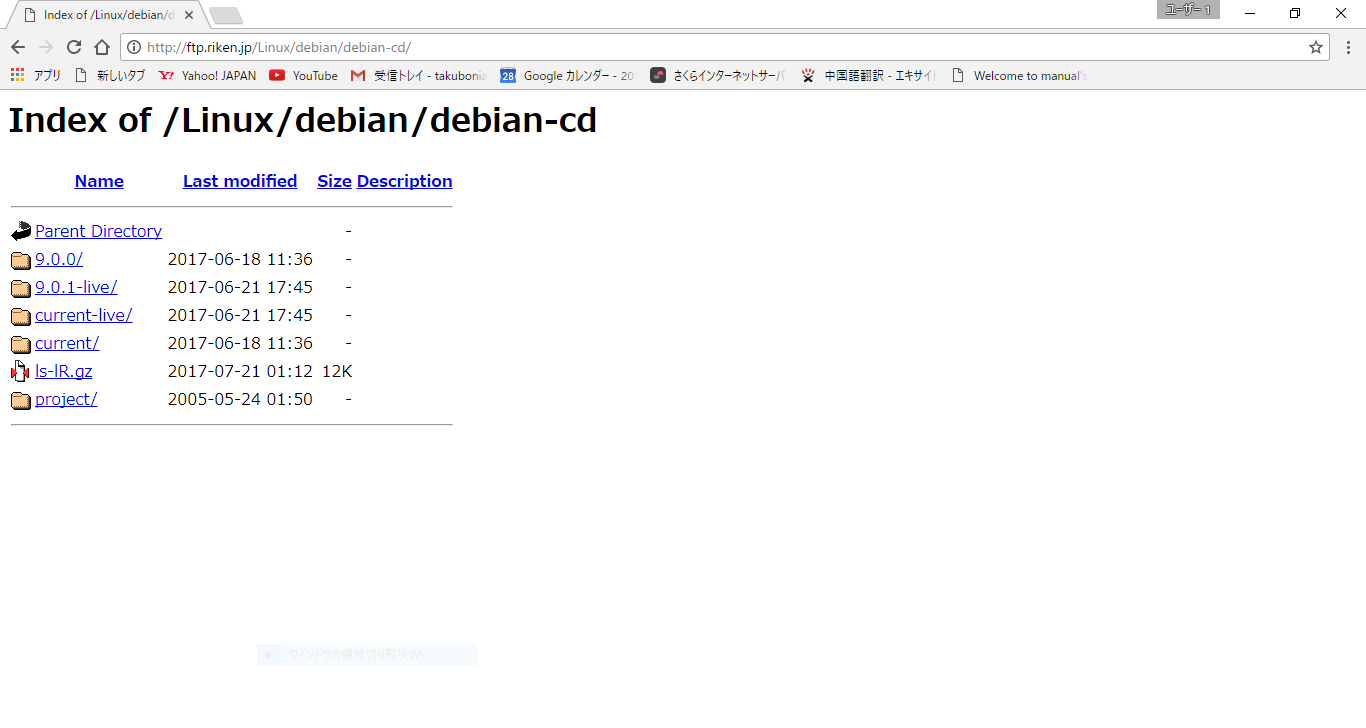 Index of /Linux/debian/d
ユーザー 1
http://ftp.riken.jp/Linux/debian/debian-cd/
アプリ 新しいタブ Yahoo! JAPAN YouTube 受信トレイ - takubonia 28 Google カレンダー - 20 さくらインターネットサーバ 中国語翻訳 - エキサイト Welcome to manual's
Index of /Linux/debian/debian-cd
Name Last modified Size Description
Parent Directory -
9.0.0/ 2017-06-18 11:36 -
9.0.1-live/ 2017-06-21 17:45 -
current-live/ 2017-06-21 17:45 -
current/ 2017-06-18 11:36 -
ls-lR.gz 2017-07-21 01:12 12K
project/ 2005-05-24 01:50 -
ウィンドウの領域切り取り(W)